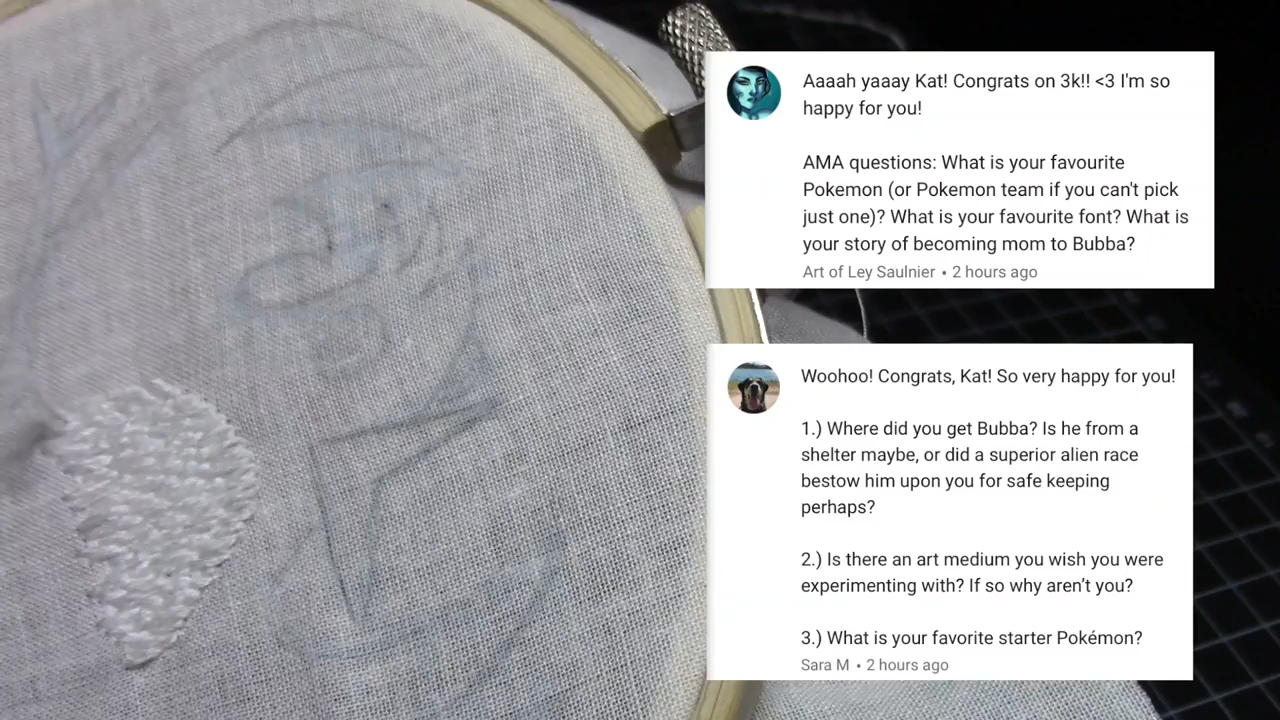 Aaaah yaaay Kat! Congrats on 3k!! <3 I'm so
happy for you!
AMA questions: What is your favourite
Pokemon (or Pokemon team if you can't pick
just one)? What is your favourite font? What is
your story of becoming mom to Bubba?
Art of Ley Saulnier • 2 hours ago
Woohoo! Congrats, Kat! So very happy for you!
1.) Where did you get Bubba? Is he from a
shelter maybe, or did a superior alien race
bestow him upon you for safe keeping
perhaps?
2.) Is there an art medium you wish you were
experimenting with? If so why aren’t you?
3.) What is your favorite starter Pokémon?
Sara M • 2 hours ago